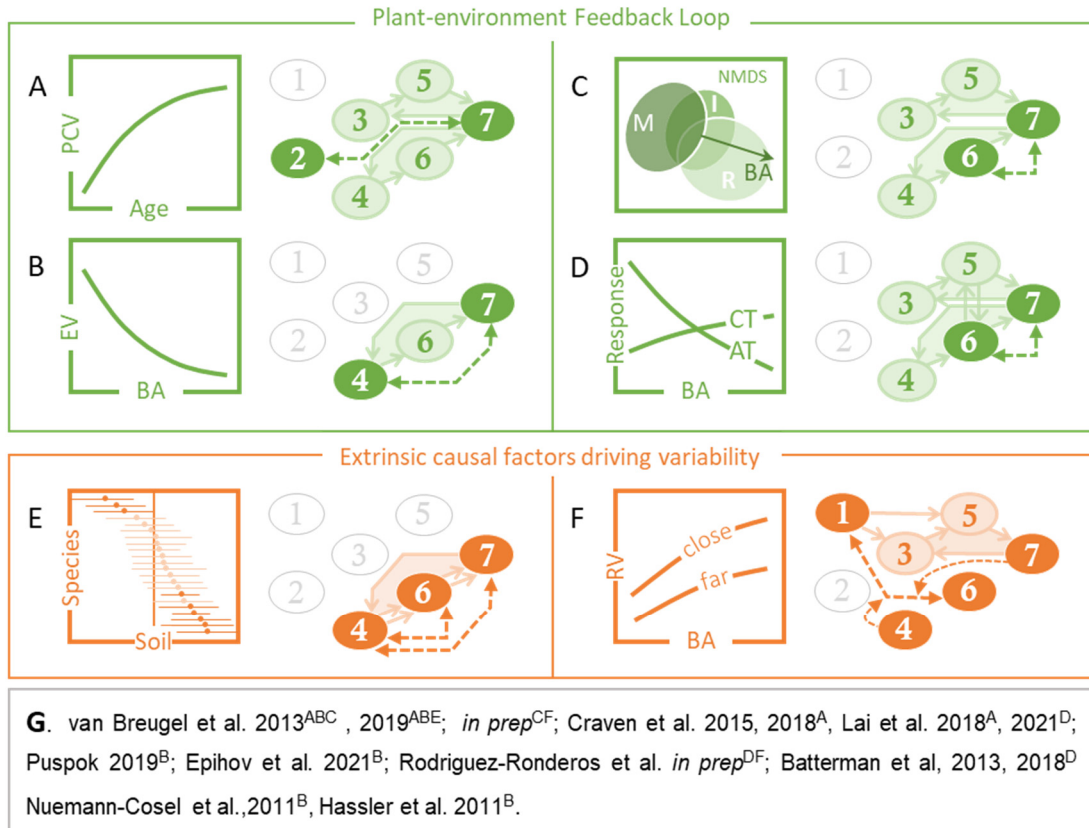 Plant-environment Feedback Loop
A
PCV
Age
1
2
3
4
5
6
7
C
NMDS
M
I
R
BA
1
2
3
4
5
6
7
B
EV
BA
1
2
3
4
5
6
7
D
Response
CT
AT
BA
1
2
3
4
5
6
7
Extrinsic causal factors driving variability
E
Species
Soil
1
2
3
4
5
6
7
F
RV
close
far
BA
1
2
3
4
5
6
7
G. van Breugel et al. 2013ABC , 2019ABE; in prepCF; Craven et al. 2015, 2018A, Lai et al. 2018A, 2021D;
Puspok 2019B; Epihov et al. 2021B; Rodriguez-Ronderos et al. in prepDF; Batterman et al, 2013, 2018D
Nuemann-Cosel et al.,2011B, Hassler et al. 2011B.